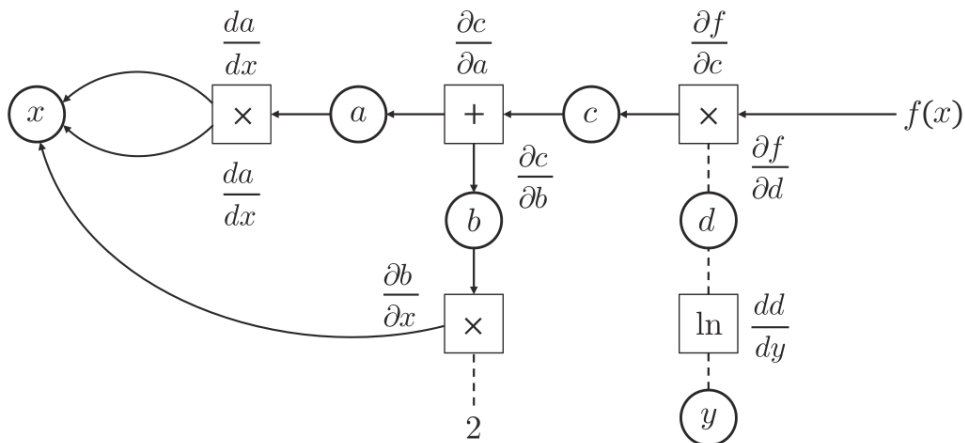 da/dx
∂c/∂a
∂f/∂c
x
×
a
+
c
×
f(x)
da/dx
∂c/∂b
∂f/∂d
b
d
∂b/∂x
×
ln
dd/dy
2
y